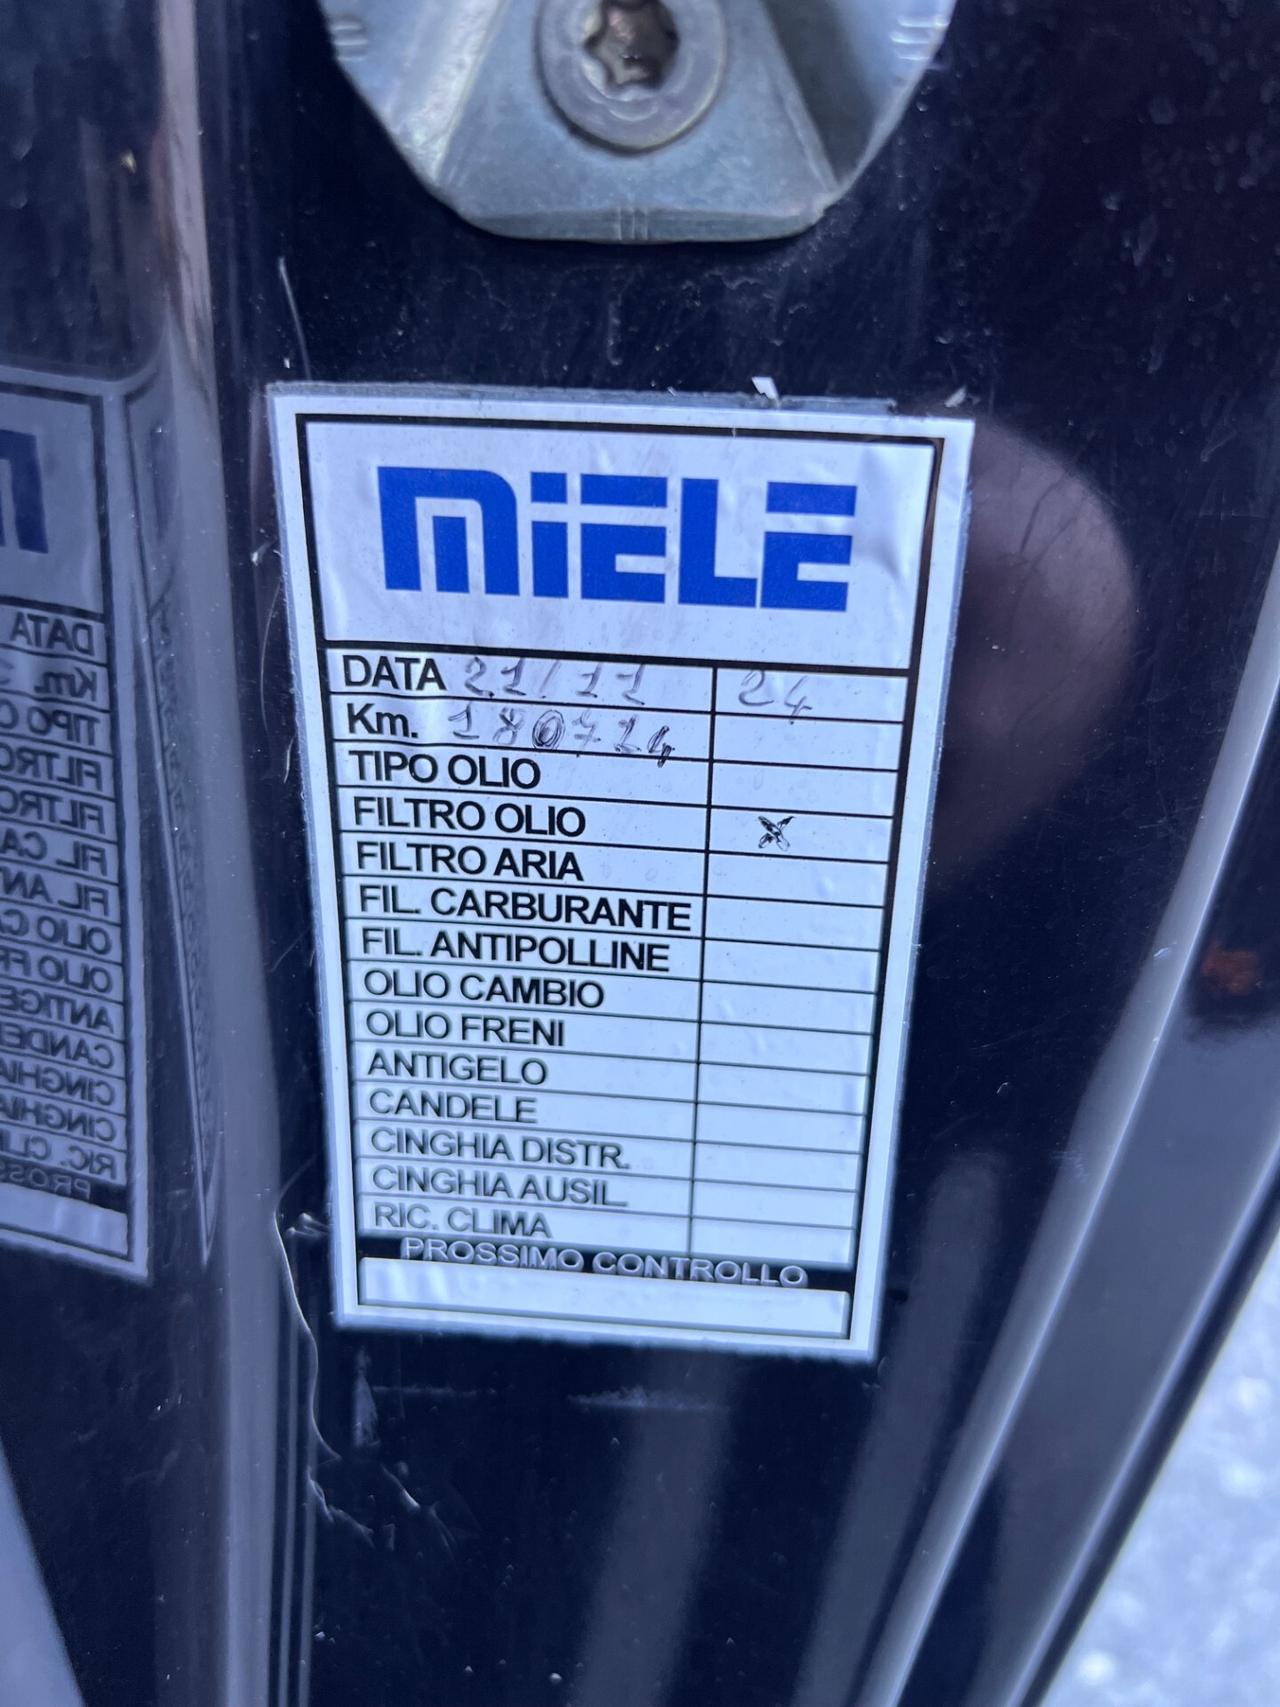 MIELE
DATA 21/11 24
Km. 180714
TIPO OLIO
FILTRO OLIO X
FILTRO ARIA
FIL. CARBURANTE
FIL. ANTIPOLLINE
OLIO CAMBIO
OLIO FRENI
ANTIGELO
CANDELE
CINGHIA DISTR.
CINGHIA AUSIL.
RIC. CLIMA
PROSSIMO CONTROLLO